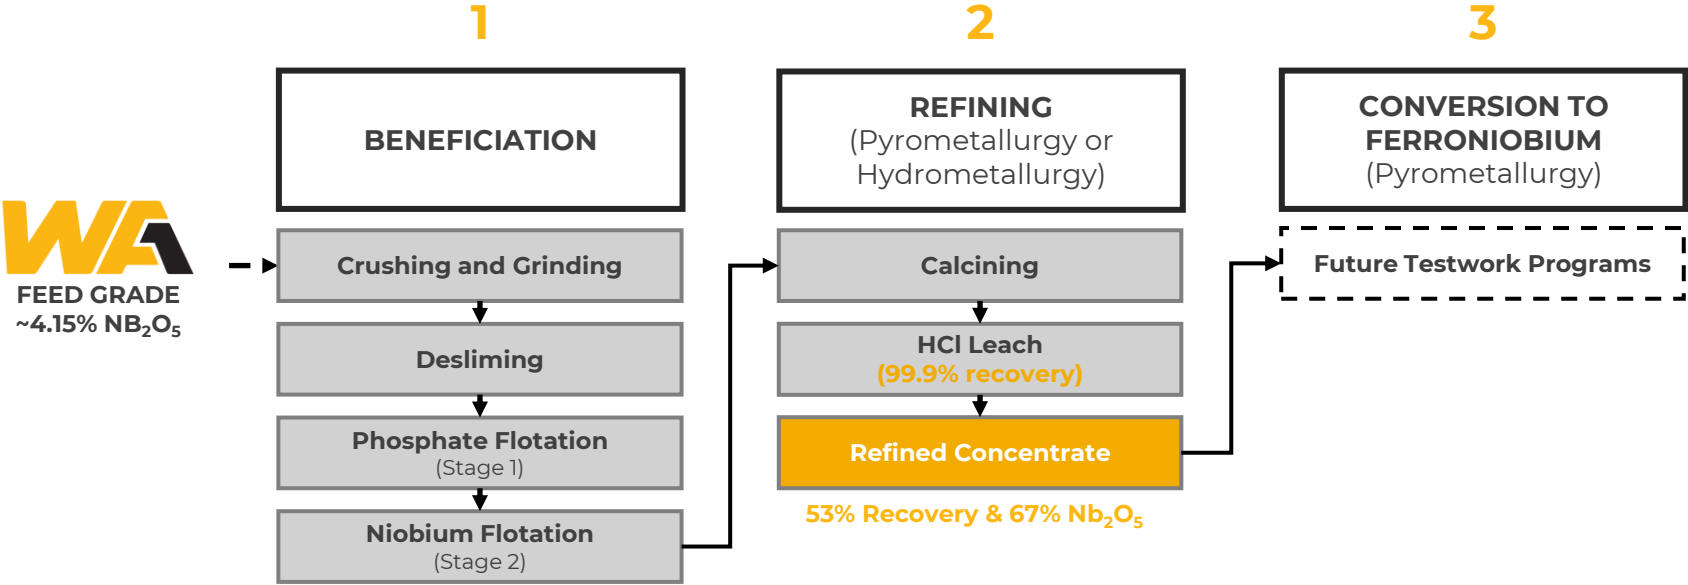 1
BENEFICIATION
WA1
FEED GRADE
~4.15% NB₂O₅
Crushing and Grinding
Desliming
Phosphate Flotation
(Stage 1)
Niobium Flotation
(Stage 2)
2
REFINING
(Pyrometallurgy or
Hydrometallurgy)
Calcining
HCl Leach
(99.9% recovery)
Refined Concentrate
53% Recovery & 67% Nb₂O₅
3
CONVERSION TO
FERRONIOBIUM
(Pyrometallurgy)
Future Testwork Programs